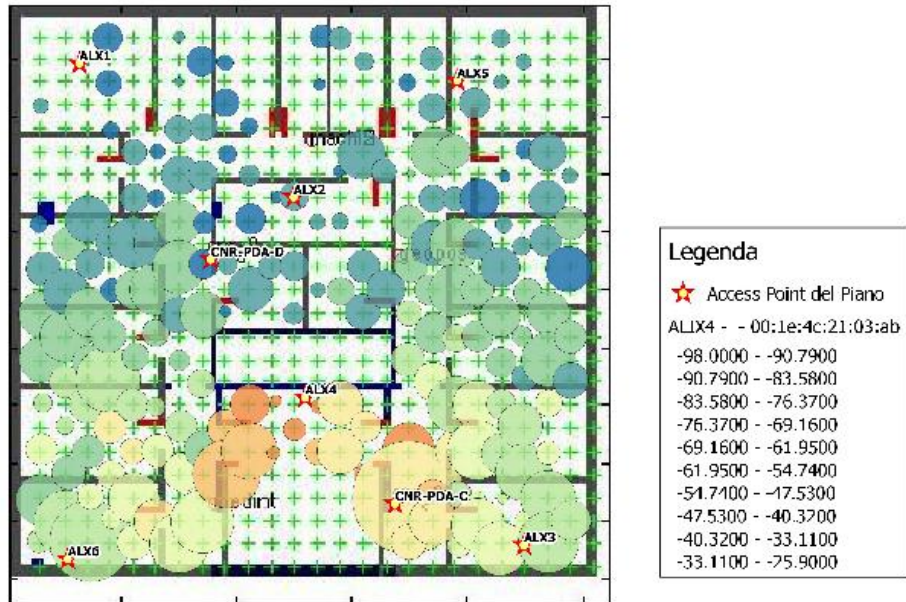 ALX1
ALX5
ALX2
CNR-PDA-D
ALX4
CNR-PDA-C
ALX3
ALX6
Legenda
Access Point del Piano
ALIX4 - - 00:1e:4c:21:03:ab
-98.0000 - -90.7900
-90.7900 - -83.5800
-83.5800 - -76.3700
-76.3700 - -69.1600
-69.1600 - -61.9500
-61.9500 - -54.7400
-54.7400 - -47.5300
-47.5300 - -40.3200
-40.3200 - -33.1100
-33.1100 - -25.9000